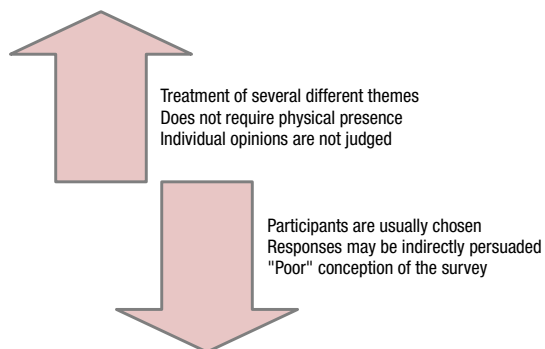 Treatment of several different themes
Does not require physical presence
Individual opinions are not judged
Participants are usually chosen
Responses may be indirectly persuaded
"Poor" conception of the survey